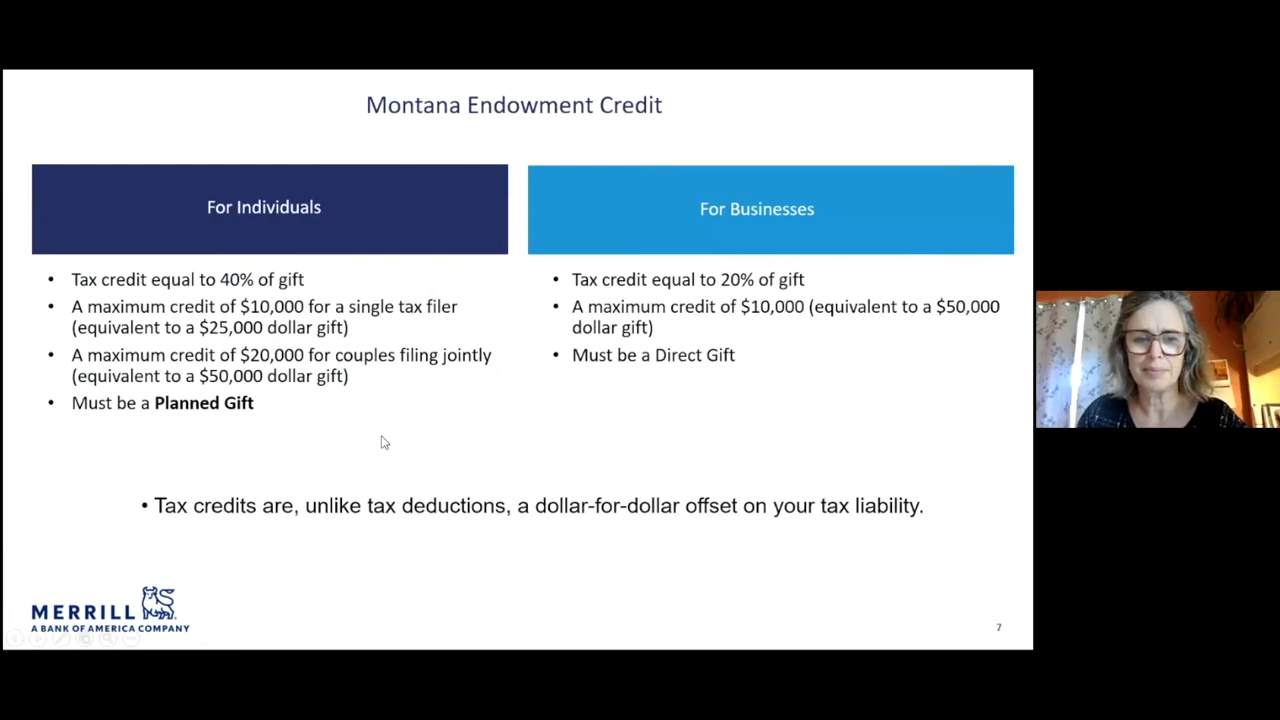 Montana Endowment Credit
For Individuals
• Tax credit equal to 40% of gift
• A maximum credit of $10,000 for a single tax filer
(equivalent to a $25,000 dollar gift)
• A maximum credit of $20,000 for couples filing jointly
(equivalent to a $50,000 dollar gift)
• Must be a Planned Gift
For Businesses
• Tax credit equal to 20% of gift
• A maximum credit of $10,000 (equivalent to a $50,000
dollar gift)
• Must be a Direct Gift
• Tax credits are, unlike tax deductions, a dollar-for-dollar offset on your tax liability.
MERRILL
A BANK OF AMERICA COMPANY
7